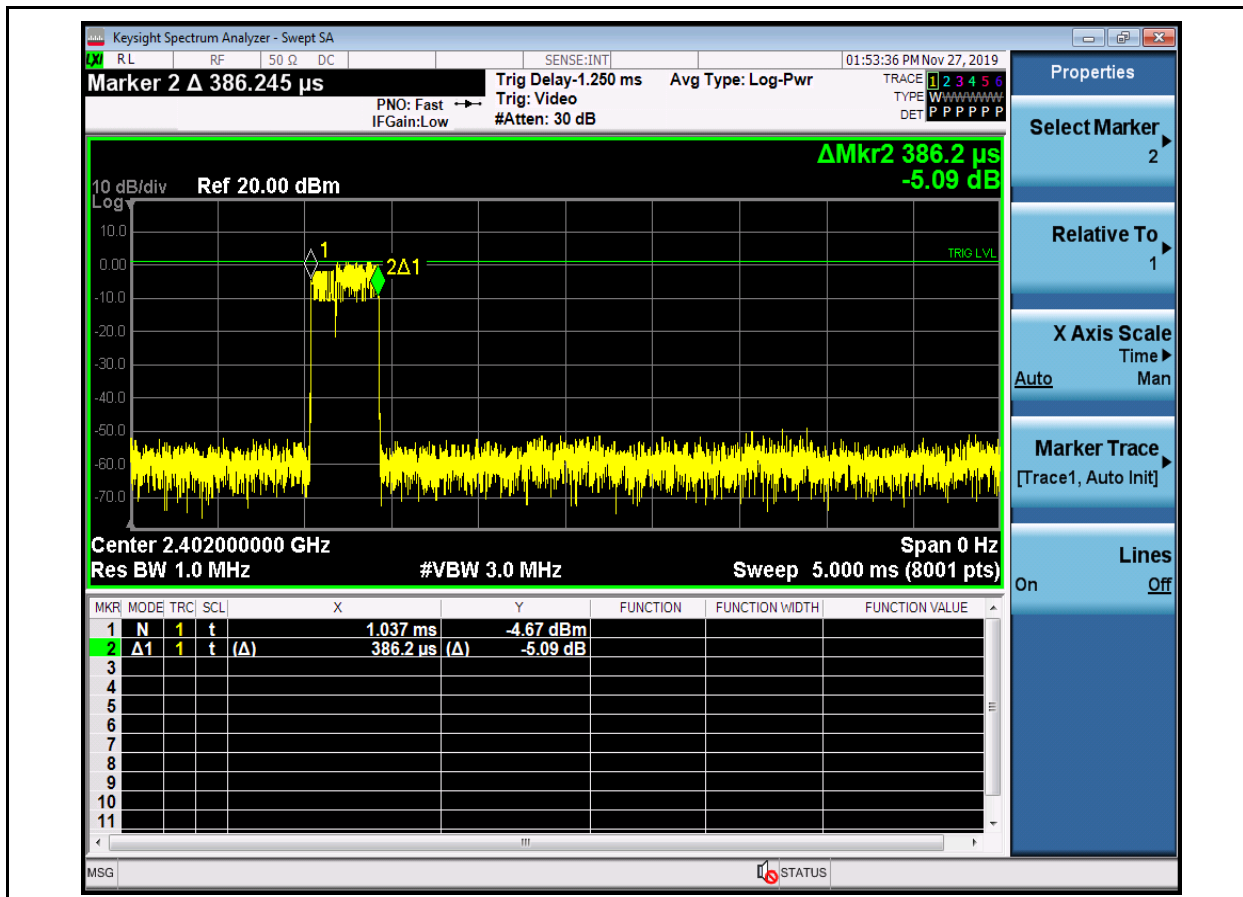 Keysight Spectrum Analyzer - Swept SA
LXI RL RF 50 Ω DC SENSE:INT 01:53:36 PM Nov 27, 2019
Marker 2 Δ 386.245 µs
PNO: Fast
IFGain:Low
Trig Delay-1.250 ms
Trig: Video
#Atten: 30 dB
Avg Type: Log-Pwr
TRACE 1 2 3 4 5 6
TYPE WWWWWW
DET P P P P P P
ΔMkr2 386.2 µs
-5.09 dB
10 dB/div Ref 20.00 dBm
Log
10.0
0.00
-10.0
-20.0
-30.0
-40.0
-50.0
-60.0
-70.0
1
2Δ1
TRIG LVL
Center 2.402000000 GHz Span 0 Hz
Res BW 1.0 MHz #VBW 3.0 MHz Sweep 5.000 ms (8001 pts)
MKR MODE TRC SCL X Y FUNCTION FUNCTION WIDTH FUNCTION VALUE
1 N 1 t 1.037 ms -4.67 dBm
2 Δ1 1 t (Δ) 386.2 µs (Δ) -5.09 dB
3
4
5
6
7
8
9
10
11
MSG STATUS
Properties
Select Marker
2
Relative To
1
X Axis Scale
Time
Auto Man
Marker Trace
[Trace1, Auto Init]
Lines
On Off